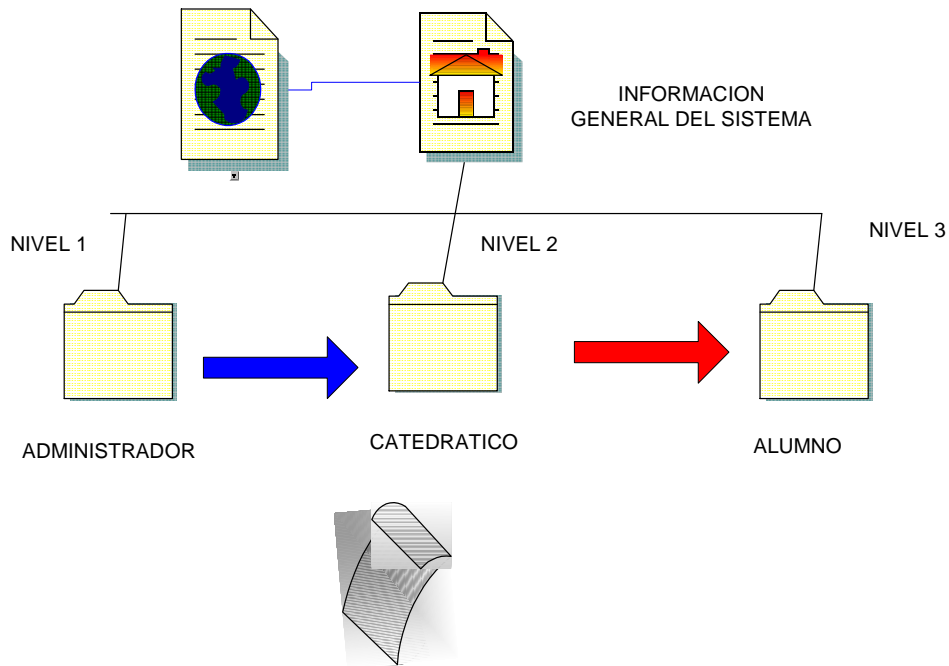 INFORMACION
GENERAL DEL SISTEMA
NIVEL 1
NIVEL 2
NIVEL 3
ADMINISTRADOR
CATEDRATICO
ALUMNO